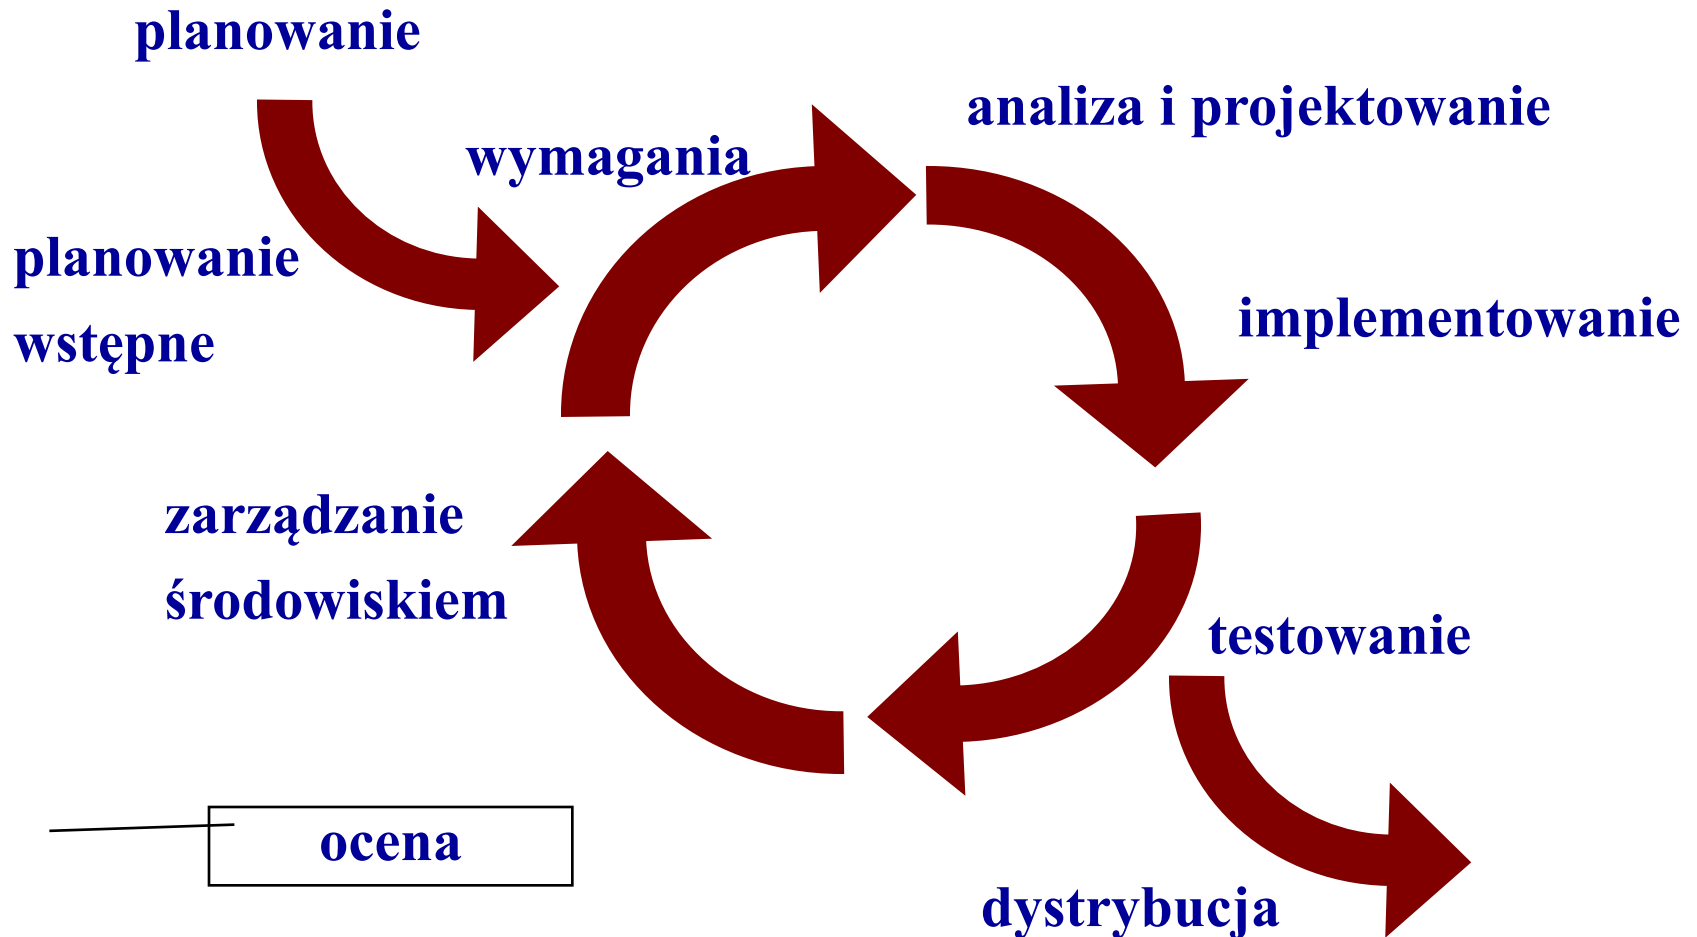 planowanie
analiza i projektowanie
wymagania
planowanie
wstępne
implementowanie
zarządzanie
środowiskiem
testowanie
ocena
dystrybucja